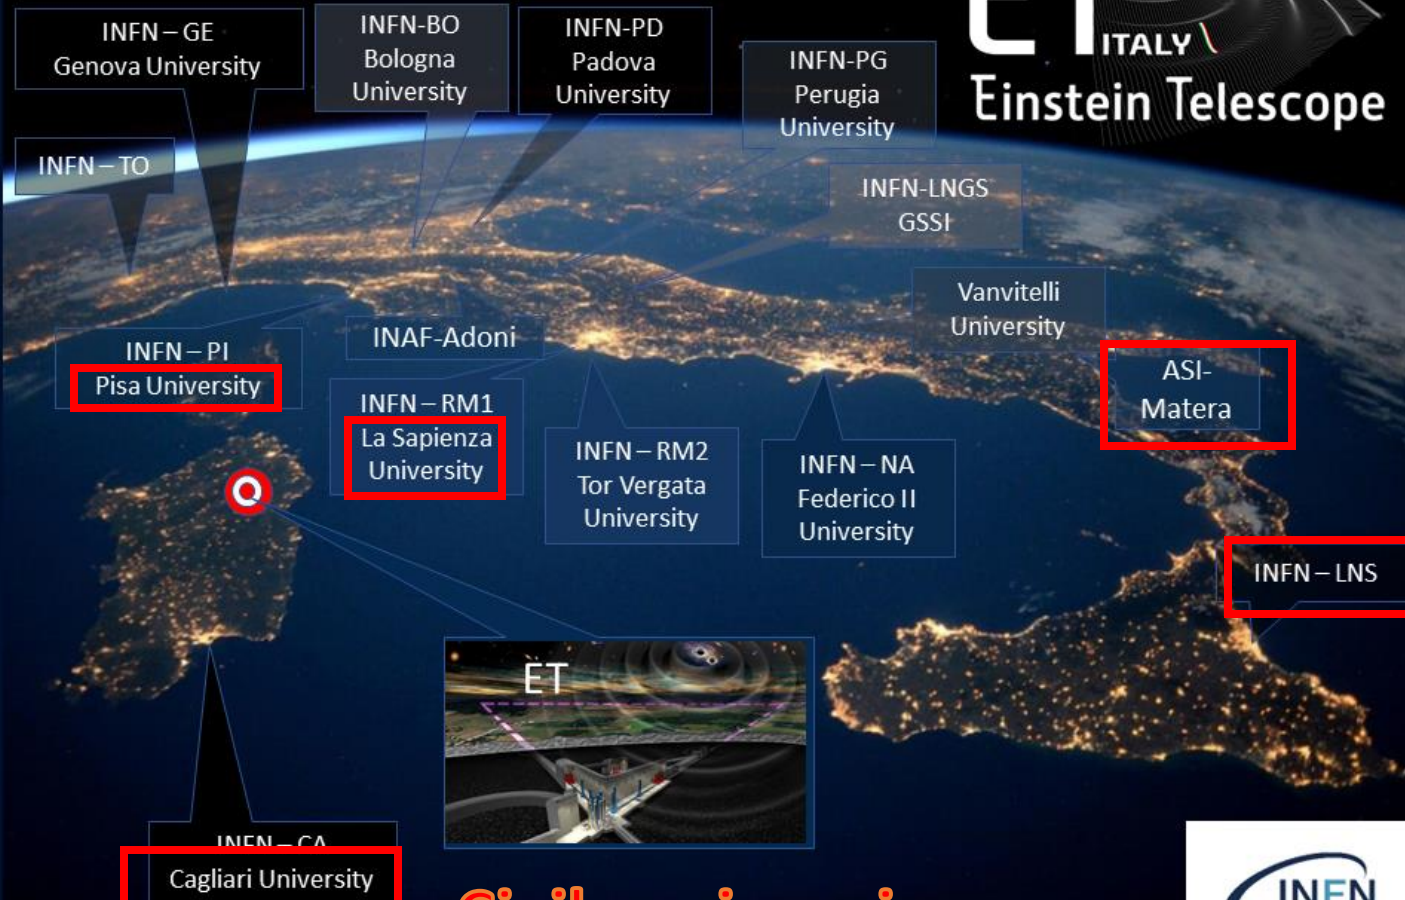 INFN – GE
Genova University
INFN-BO
Bologna
University
INFN-PD
Padova
University
INFN-PG
Perugia
University
ET
ITALY
Einstein Telescope
INFN – TO
INFN-LNGS
GSSI
Vanvitelli
University
INAF-Adoni
INFN – PI
Pisa University
ASI-
Matera
INFN – RM1
La Sapienza
University
INFN – RM2
Tor Vergata
University
INFN – NA
Federico II
University
INFN – LNS
ET
INFN – CA
Cagliari University
INFN